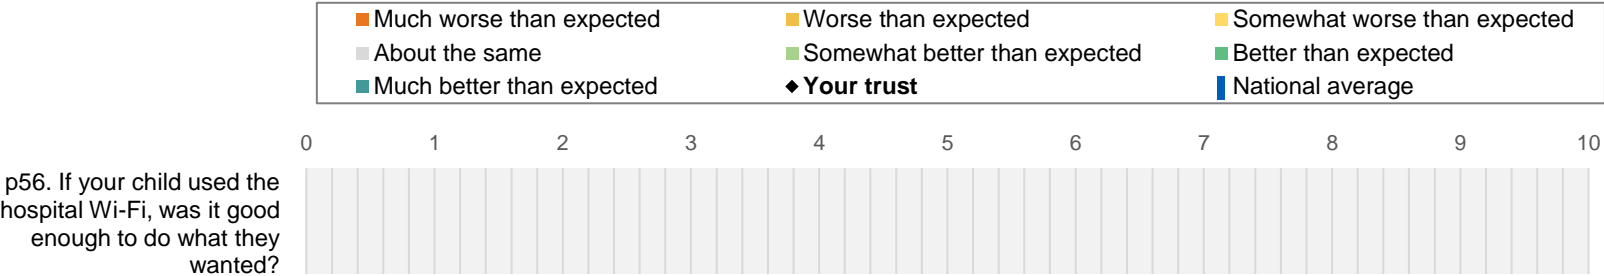 Much worse than expected Worse than expected Somewhat worse than expected
About the same Somewhat better than expected Better than expected
Much better than expected Your trust National average
0 1 2 3 4 5 6 7 8 9 10
p56. If your child used the
hospital Wi-Fi, was it good
enough to do what they
wanted?